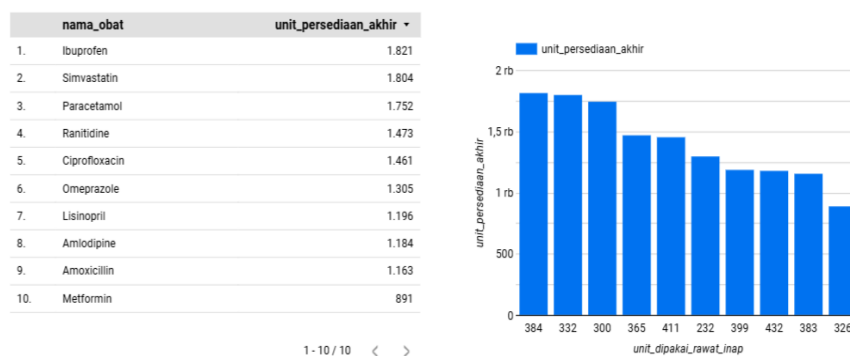 nama_obat unit_persediaan_akhir
1. Ibuprofen 1.821
2. Simvastatin 1.804
3. Paracetamol 1.752
4. Ranitidine 1.473
5. Ciprofloxacin 1.461
6. Omeprazole 1.305
7. Lisinopril 1.196
8. Amlodipine 1.184
9. Amoxicillin 1.163
10. Metformin 891
1 - 10 / 10
unit_persediaan_akhir
2 rb
1,5 rb
1 rb
500
0
unit_persediaan_akhir
384 332 300 365 411 232 399 432 383 326
unit_dipakai_rawat_inap